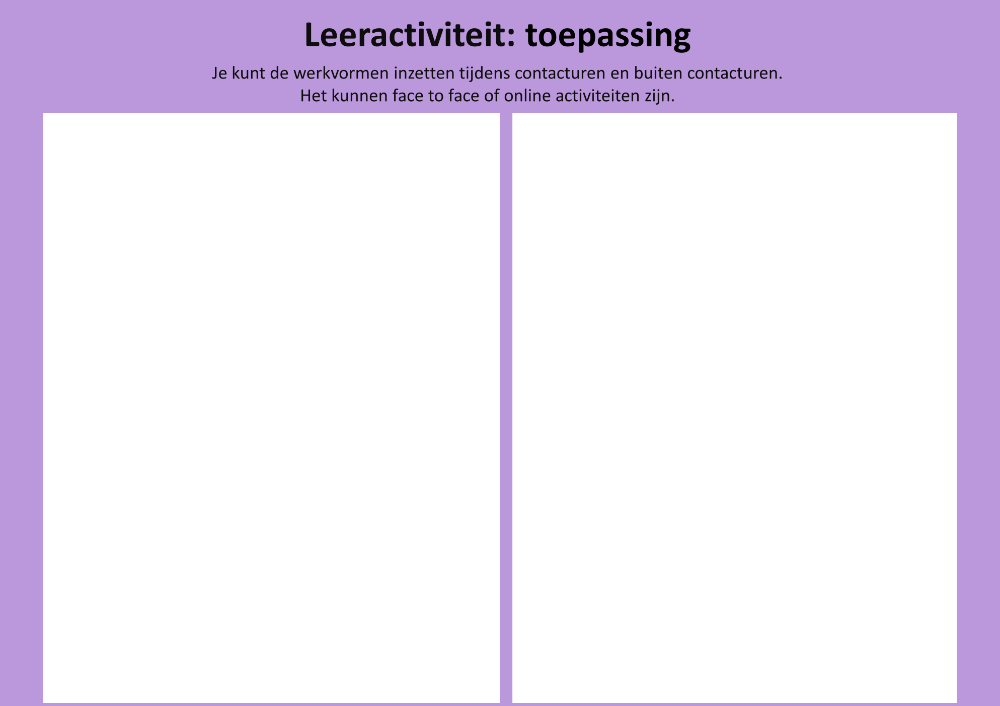 Leeractiviteit: toepassing
Je kunt de werkvormen inzetten tijdens contacturen en buiten contacturen.
Het kunnen face to face of online activiteiten zijn.